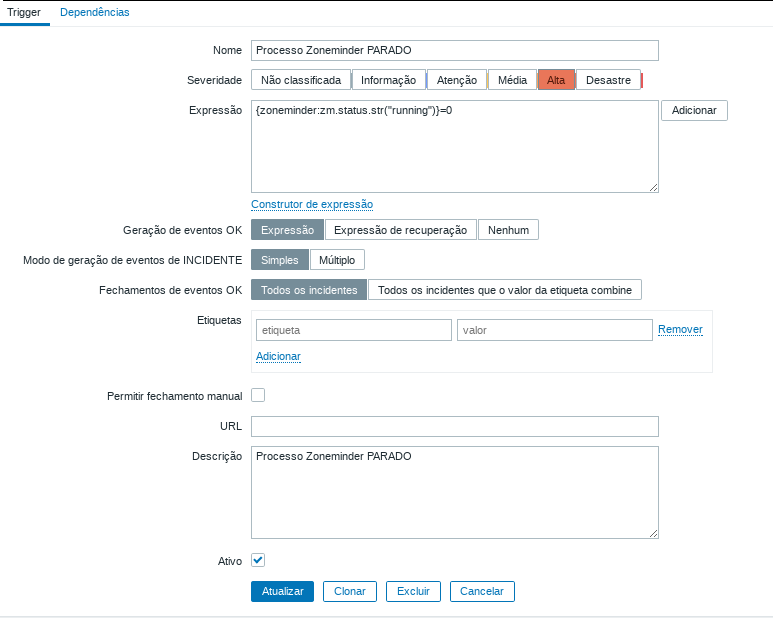 Trigger Dependências
Nome Processo Zoneminder PARADO
Severidade Não classificada Informação Atenção Média Alta Desastre
Expressão {zoneminder:zm.status.str("running")}=0 Adicionar
Construtor de expressão
Geração de eventos OK Expressão Expressão de recuperação Nenhum
Modo de geração de eventos de INCIDENTE Simples Múltiplo
Fechamentos de eventos OK Todos os incidentes Todos os incidentes que o valor da etiqueta combine
Etiquetas etiqueta valor Remover
Adicionar
Permitir fechamento manual
URL
Descrição Processo Zoneminder PARADO
Ativo
Atualizar Clonar Excluir Cancelar